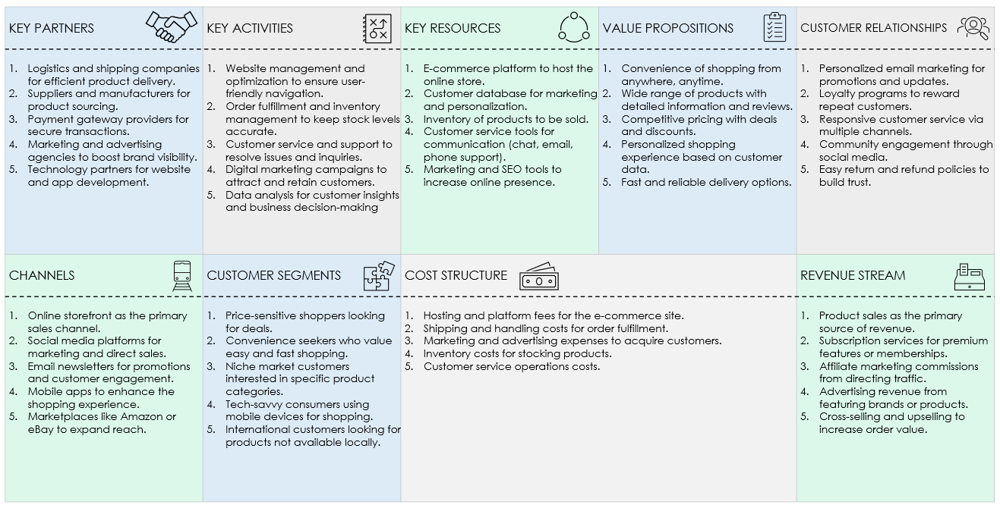 KEY PARTNERS
1. Logistics and shipping companies
for efficient product delivery.
2. Suppliers and manufacturers for
product sourcing.
3. Payment gateway providers for
secure transactions.
4. Marketing and advertising
agencies to boost brand visibility.
5. Technology partners for website
and app development.
KEY ACTIVITIES
1. Website management and
optimization to ensure user-
friendly navigation.
2. Order fulfillment and inventory
management to keep stock levels
accurate.
3. Customer service and support to
resolve issues and inquiries.
4. Digital marketing campaigns to
attract and retain customers.
5. Data analysis for customer insights
and business decision-making
KEY RESOURCES
1. E-commerce platform to host the
online store.
2. Customer database for marketing
and personalization.
3. Inventory of products to be sold.
4. Customer service tools for
communication (chat, email,
phone support).
5. Marketing and SEO tools to
increase online presence.
VALUE PROPOSITIONS
1. Convenience of shopping from
anywhere, anytime.
2. Wide range of products with
detailed information and reviews.
3. Competitive pricing with deals
and discounts.
4. Personalized shopping
experience based on customer
data.
5. Fast and reliable delivery options.
CUSTOMER RELATIONSHIPS
1. Personalized email marketing for
promotions and updates.
2. Loyalty programs to reward
repeat customers.
3. Responsive customer service via
multiple channels.
4. Community engagement through
social media.
5. Easy return and refund policies to
build trust.
CHANNELS
1. Online storefront as the primary
sales channel.
2. Social media platforms for
marketing and direct sales.
3. Email newsletters for promotions
and customer engagement.
4. Mobile apps to enhance the
shopping experience.
5. Marketplaces like Amazon or
eBay to expand reach.
CUSTOMER SEGMENTS
1. Price-sensitive shoppers looking
for deals.
2. Convenience seekers who value
easy and fast shopping.
3. Niche market customers
interested in specific product
categories.
4. Tech-savvy consumers using
mobile devices for shopping.
5. International customers looking for
products not available locally.
COST STRUCTURE
1. Hosting and platform fees for the e-commerce site.
2. Shipping and handling costs for order fulfillment.
3. Marketing and advertising expenses to acquire customers.
4. Inventory costs for stocking products.
5. Customer service operations costs.
REVENUE STREAM
1. Product sales as the primary
source of revenue.
2. Subscription services for premium
features or memberships.
3. Affiliate marketing commissions
from directing traffic.
4. Advertising revenue from
featuring brands or products.
5. Cross-selling and upselling to
increase order value.